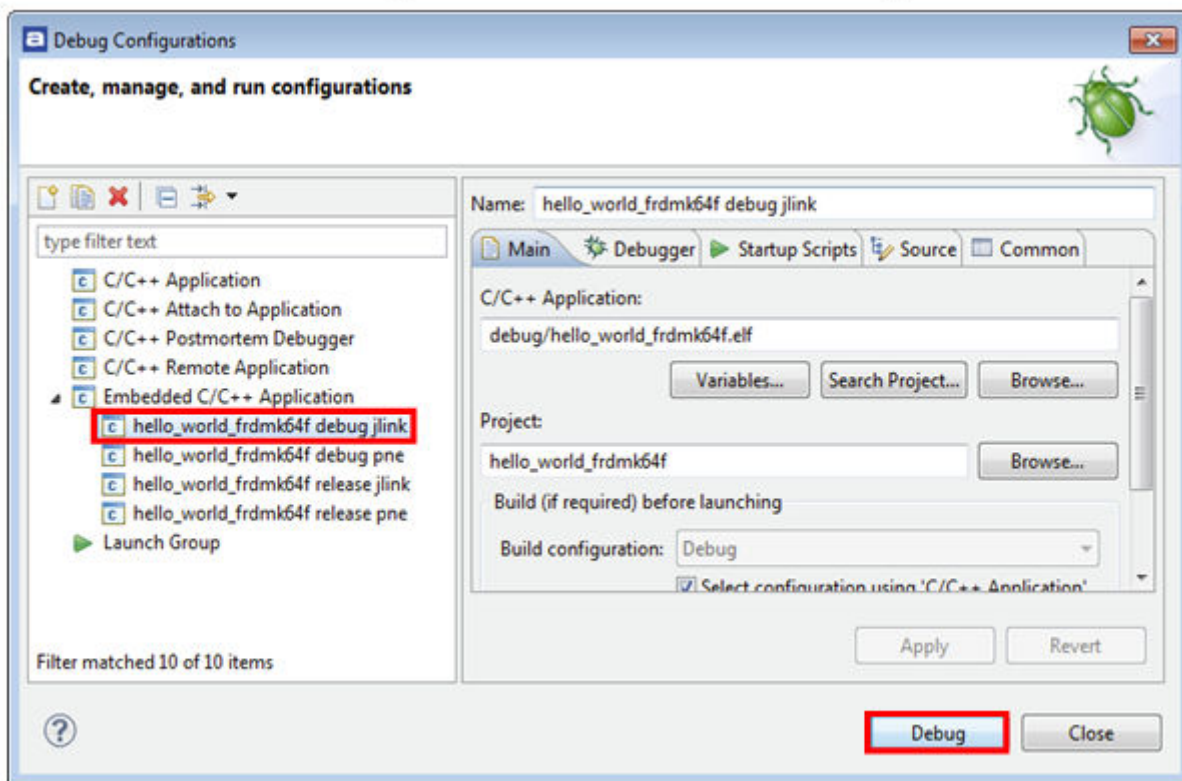 Debug Configurations
Create, manage, and run configurations
type filter text
C/C++ Application
C/C++ Attach to Application
C/C++ Postmortem Debugger
C/C++ Remote Application
Embedded C/C++ Application
hello_world_frdmk64f debug jlink
hello_world_frdmk64f debug pne
hello_world_frdmk64f release jlink
hello_world_frdmk64f release pne
Launch Group
Filter matched 10 of 10 items
Name: hello_world_frdmk64f debug jlink
Main Debugger Startup Scripts Source Common
C/C++ Application:
debug/hello_world_frdmk64f.elf
Variables... Search Project... Browse...
Project:
hello_world_frdmk64f Browse...
Build (if required) before launching
Build configuration: Debug
Select configuration using 'C/C++ Application'
Apply Revert
Debug Close